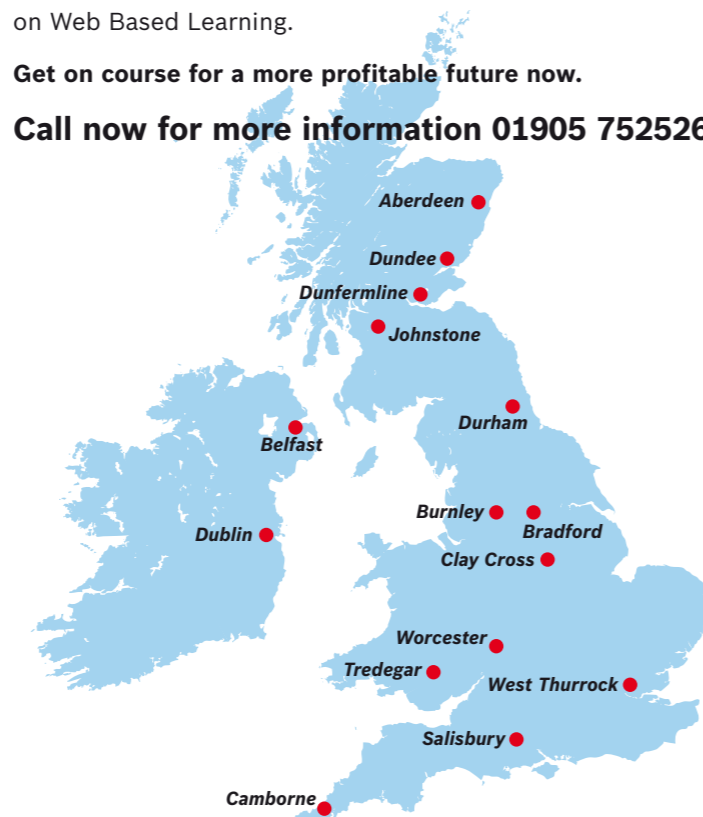 on Web Based Learning.
Get on course for a more profitable future now.
Call now for more information 01905 752526
Aberdeen
Dundee
Dunfermline
Johnstone
Durham
Belfast
Burnley
Bradford
Dublin
Clay Cross
Worcester
Tredegar
West Thurrock
Salisbury
Camborne